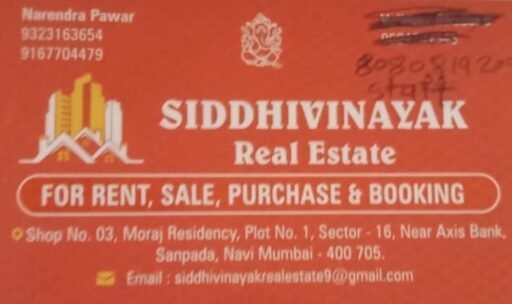 Narendra Pawar
9323163654
9167704479
staff
SIDDHIVINAYAK
Real Estate
FOR RENT, SALE, PURCHASE & BOOKING
Shop No. 03, Moraj Residency, Plot No. 1, Sector - 16, Near Axis Bank,
Sanpada, Navi Mumbai - 400 705.
Email : siddhivinayakrealestate9@gmail.com